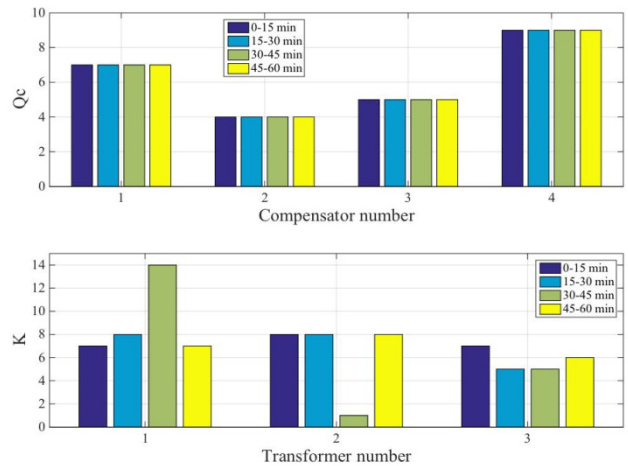 10
8
6
4
2
0
Qc
0-15 min
15-30 min
30-45 min
45-60 min
1 2 3 4
Compensator number
14
12
10
8
6
4
2
0
K
0-15 min
15-30 min
30-45 min
45-60 min
1 2 3
Transformer number